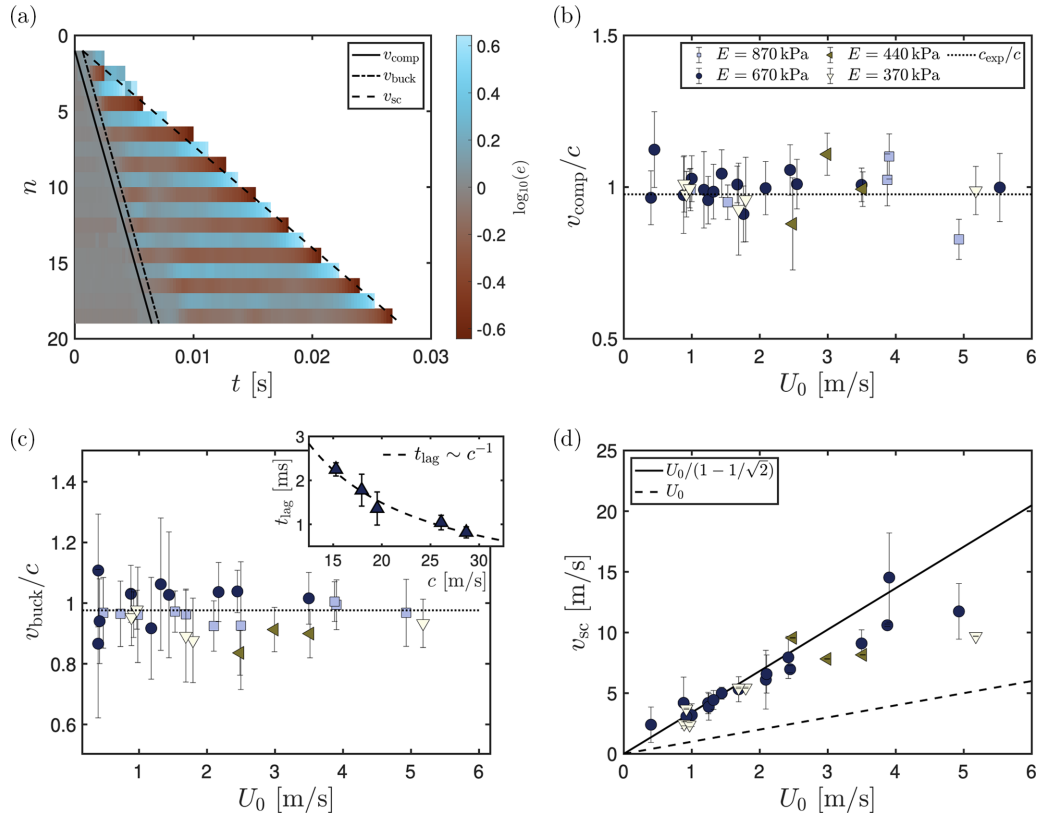 (a)
0
5
10
15
20
n
0
0.01
0.02
0.03
t [s]
v_comp
v_buck
v_sc
0.6
0.4
0.2
0
-0.2
-0.4
-0.6
log₁₀(e)
(b)
1.5
1
0.5
v_comp/c
0
1
2
3
4
5
6
U₀ [m/s]
E = 870 kPa
E = 670 kPa
E = 440 kPa
E = 370 kPa
c_exp/c
(c)
1.4
1.2
1
0.8
0.6
v_buck/c
1
2
3
4
5
6
U₀ [m/s]
3
2
1
t_lag [ms]
15
20
25
30
c [m/s]
t_lag ∼ c⁻¹
(d)
U₀/(1 − 1/√2)
U₀
25
20
15
10
5
0
v_sc [m/s]
0
1
2
3
4
5
6
U₀ [m/s]